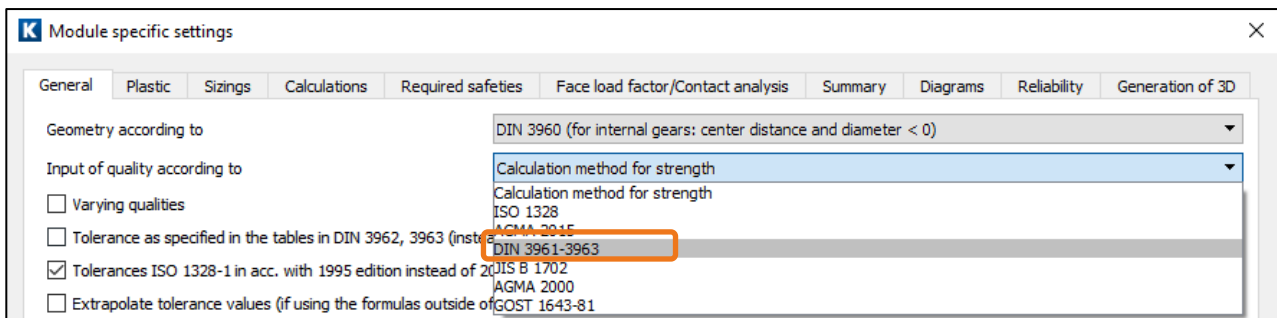 K Module specific settings
General Plastic Sizings Calculations Required safeties Face load factor/Contact analysis Summary Diagrams Reliability Generation of 3D
Geometry according to DIN 3960 (for internal gears: center distance and diameter < 0)
Input of quality according to Calculation method for strength
Calculation method for strength
Varying qualities
ISO 1328
AGMA 2015
Tolerance as specified in the tables in DIN 3962, 3963
DIN 3961-3963
Tolerances ISO 1328-1 in acc. with 1995 edition instead of
JIS B 1702
AGMA 2000
Extrapolate tolerance values (if using the formulas outside of
GOST 1643-81